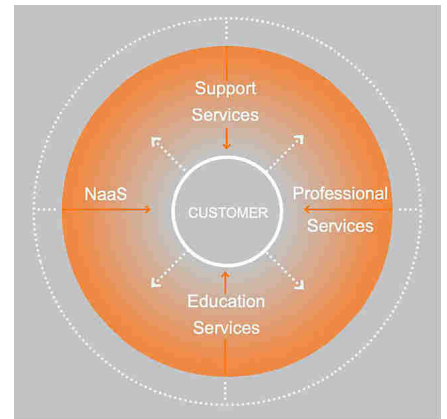 Support
Services
NaaS
CUSTOMER
Professional
Services
Education
Services